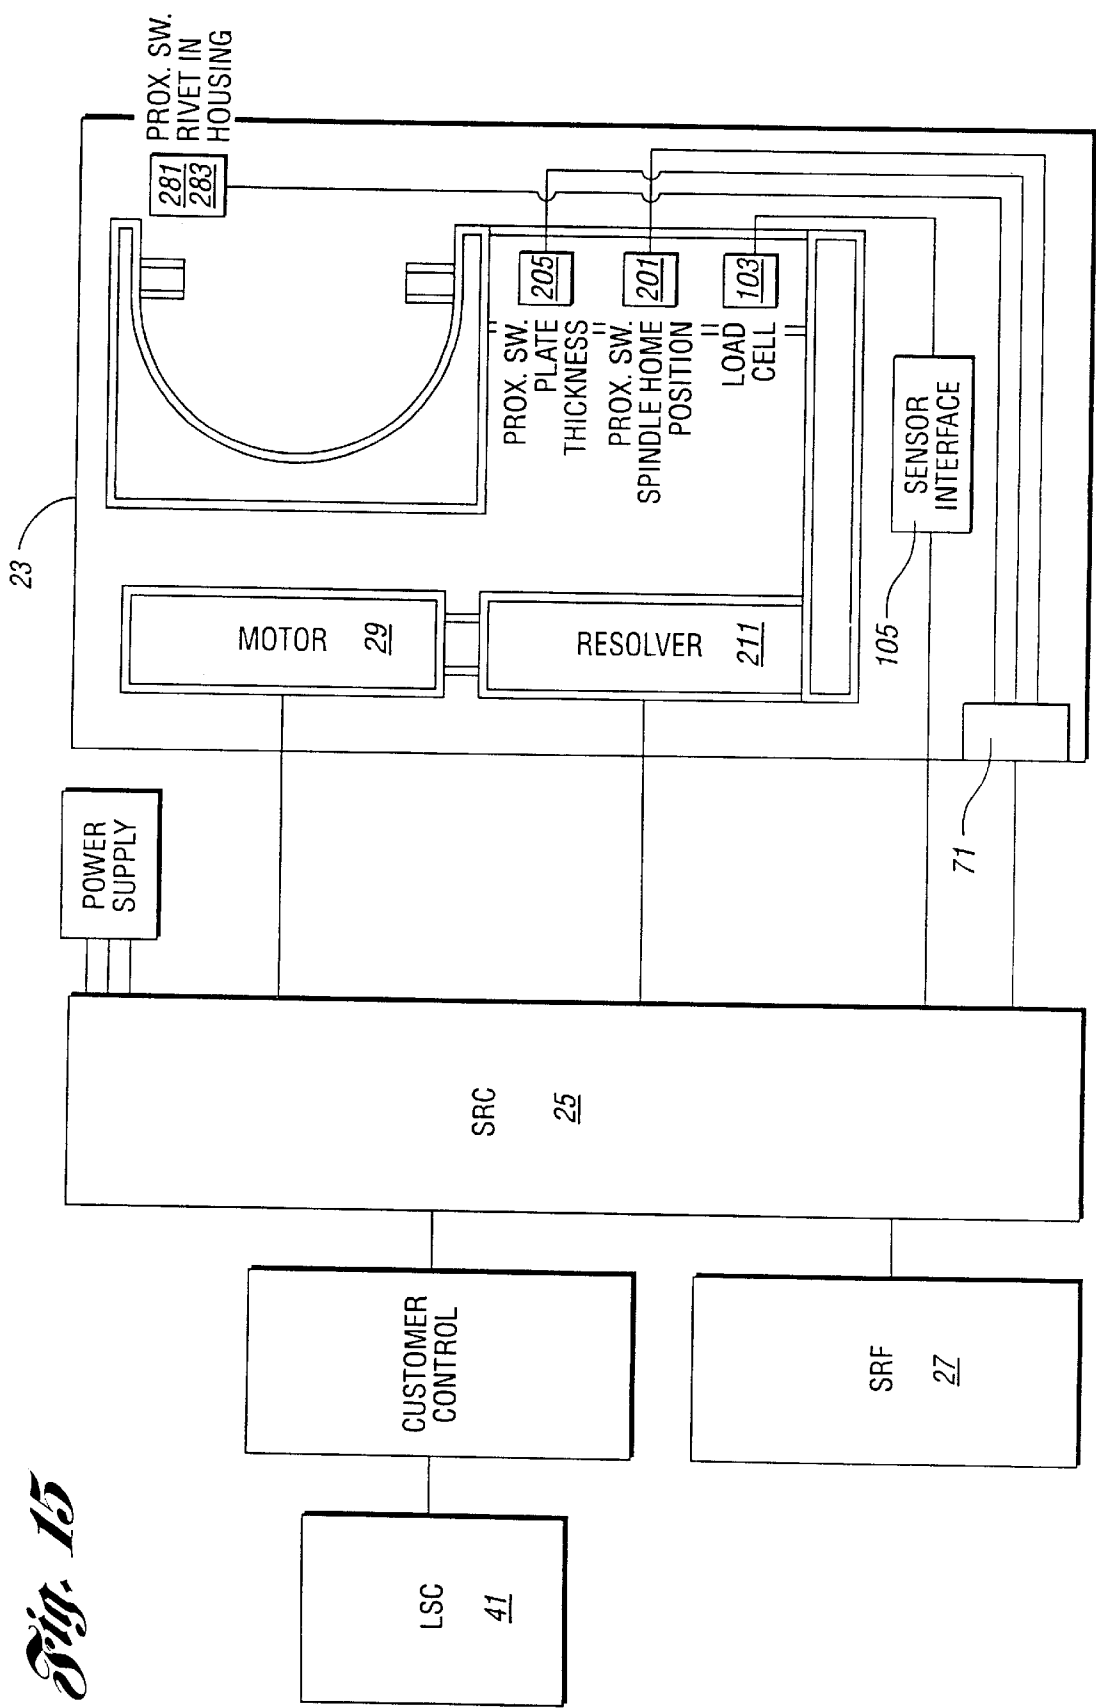 Fig. 15
LSC
41
CUSTOMER
CONTROL
SRF
27
SRC
25
POWER
SUPPLY
23
MOTOR 29
RESOLVER 211
PROX. SW.
RIVET IN
HOUSING
281
283
PROX. SW.
PLATE
THICKNESS
205
PROX. SW.
SPINDLE HOME
POSITION
201
LOAD
CELL
103
SENSOR
INTERFACE
105
71